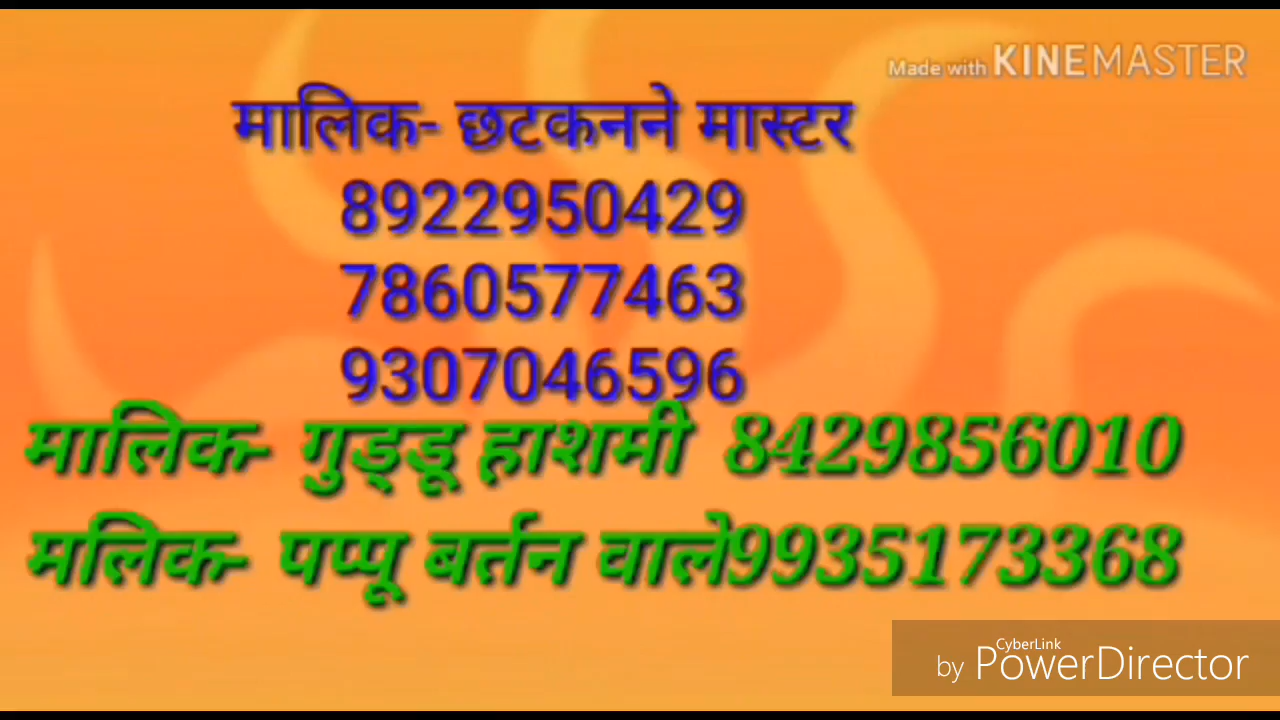 Made with KINEMASTER
मालिक- छटकनने मास्टर
8922950429
7860577463
9307046596
मालिक- गुड्डू हाशमी 8429856010
मलिक- पप्पू बर्तन वाले9935173368
CyberLink
by PowerDirector